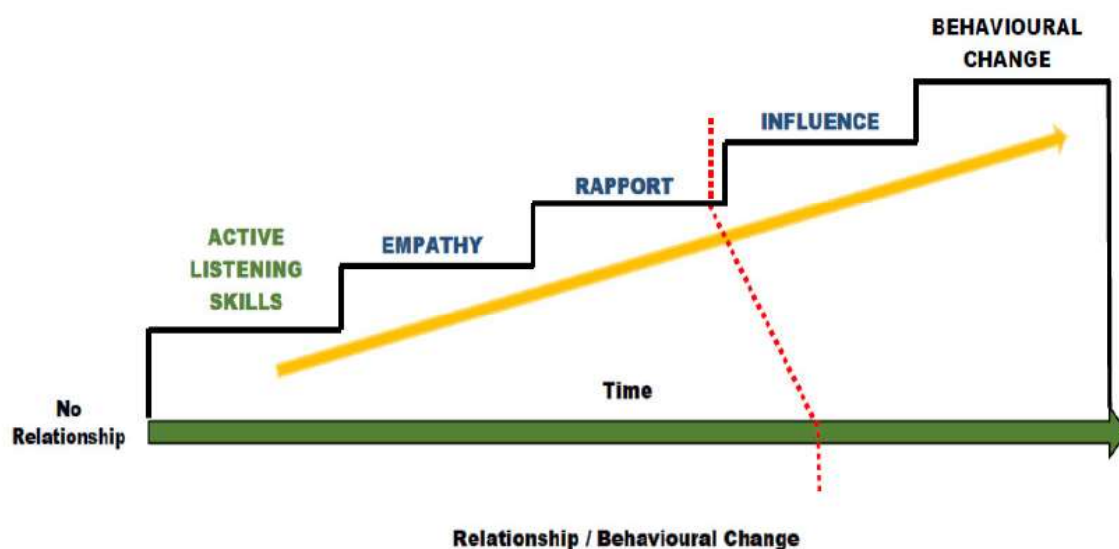 BEHAVIOURAL
CHANGE
INFLUENCE
RAPPORT
EMPATHY
ACTIVE
LISTENING
SKILLS
Time
No
Relationship
Relationship / Behavioural Change